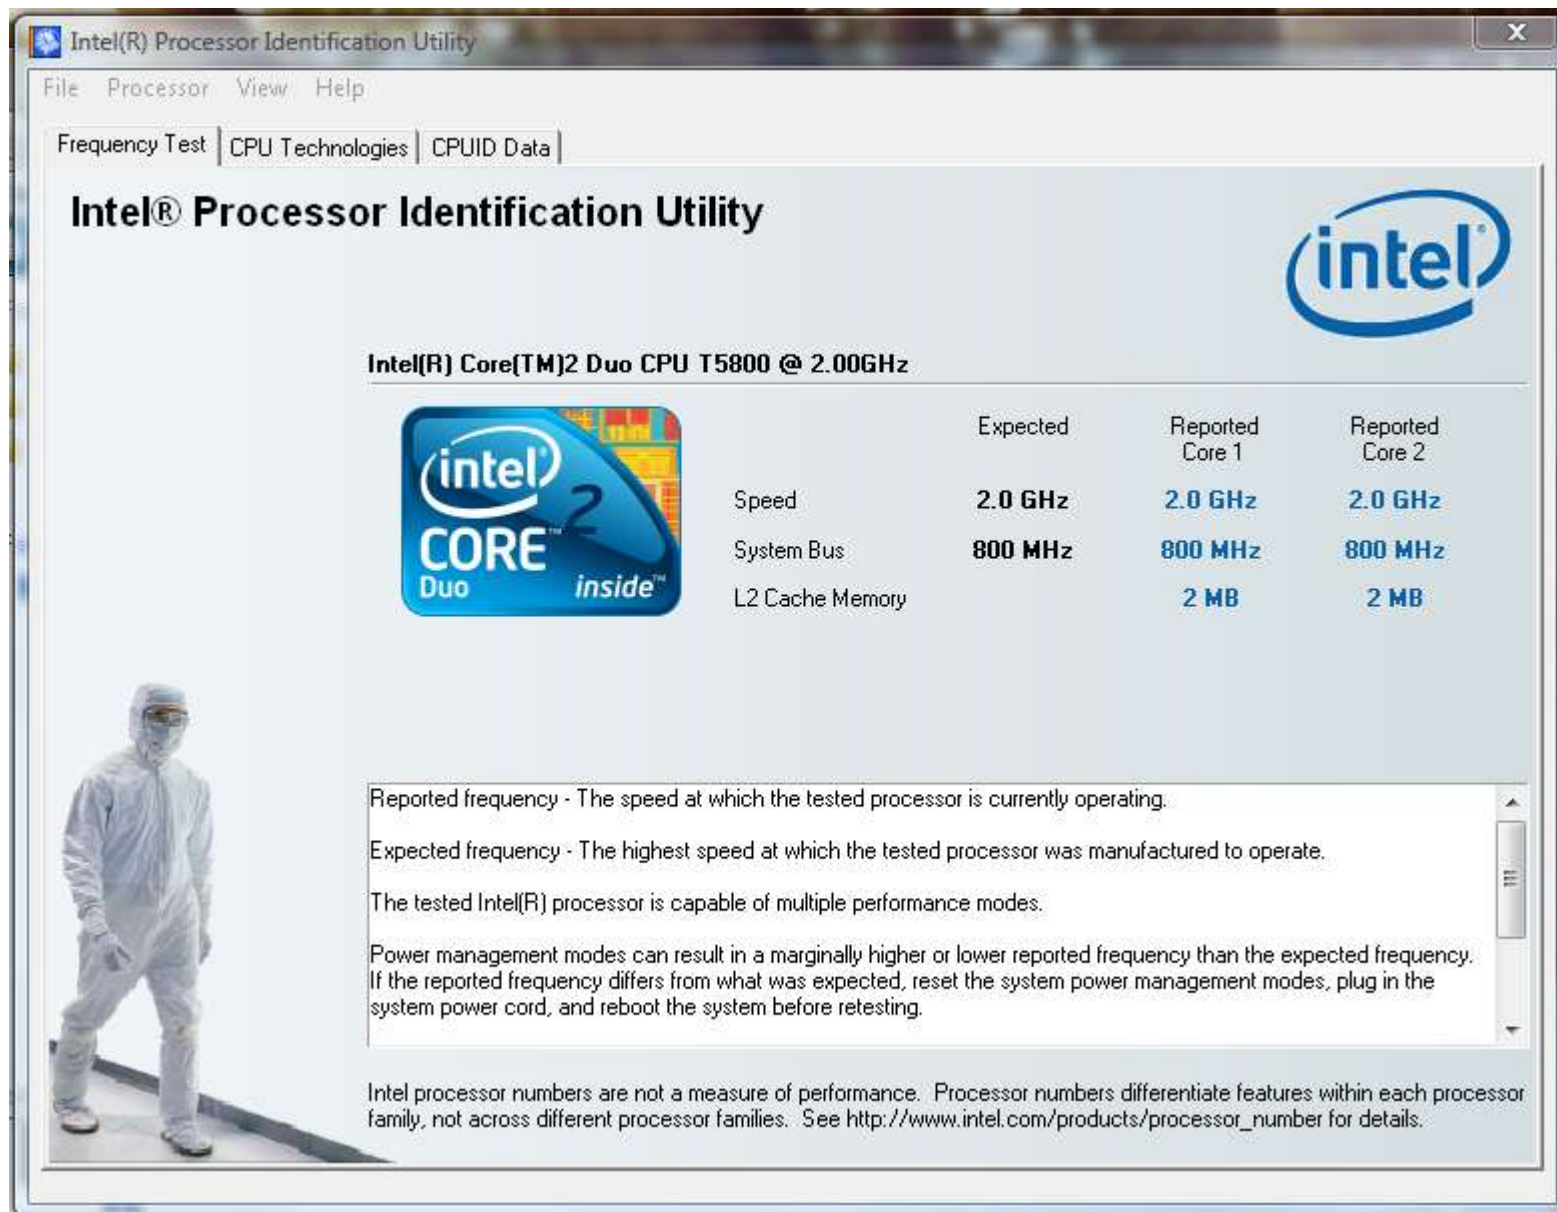 Intel(R) Processor Identification Utility
X
File Processor View Help
Frequency Test CPU Technologies CPUID Data
Intel® Processor Identification Utility
intel®
Intel(R) Core(TM)2 Duo CPU T5800 @ 2.00GHz
intel®
2
CORE™
Duo inside™
Expected Reported Core 1 Reported Core 2
Speed 2.0 GHz 2.0 GHz 2.0 GHz
System Bus 800 MHz 800 MHz 800 MHz
L2 Cache Memory 2 MB 2 MB
Reported frequency - The speed at which the tested processor is currently operating.
Expected frequency - The highest speed at which the tested processor was manufactured to operate.
The tested Intel(R) processor is capable of multiple performance modes.
Power management modes can result in a marginally higher or lower reported frequency than the expected frequency.
If the reported frequency differs from what was expected, reset the system power management modes, plug in the
system power cord, and reboot the system before retesting.
Intel processor numbers are not a measure of performance. Processor numbers differentiate features within each processor
family, not across different processor families. See http://www.intel.com/products/processor_number for details.